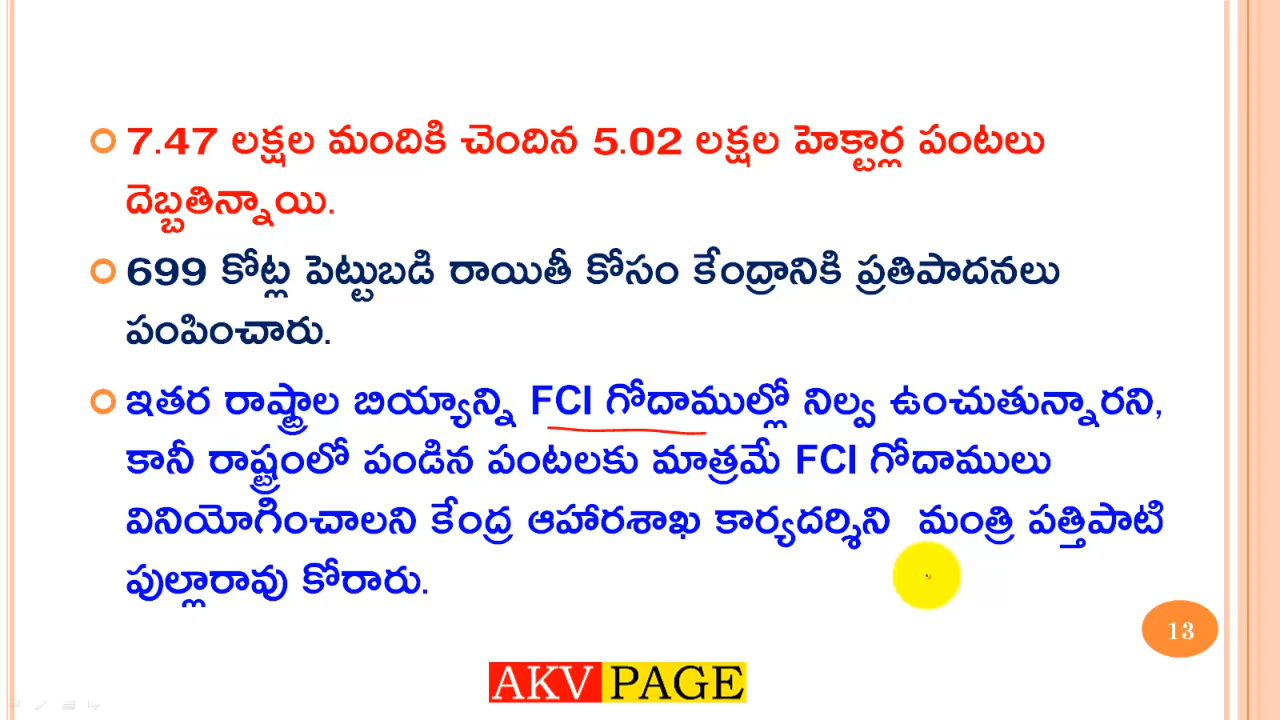 7.47 లక్షల మందికి చెందిన 5.02 లక్షల హెక్టార్ల పంటలు
దెబ్బతిన్నాయి.
699 కోట్ల పెట్టుబడి రాయితీ కోసం కేంద్రానికి ప్రతిపాదనలు
పంపించారు.
ఇతర రాష్ట్రాల బియ్యాన్ని FCI గోదాముల్లో నిల్వ ఉంచుతున్నారని,
కానీ రాష్ట్రంలో పండిన పంటలకు మాత్రమే FCI గోదాములు
వినియోగించాలని కేంద్ర ఆహారశాఖ కార్యదర్శిని మంత్రి పత్తిపాటి
పుల్లారావు కోరారు.
13
AKV PAGE